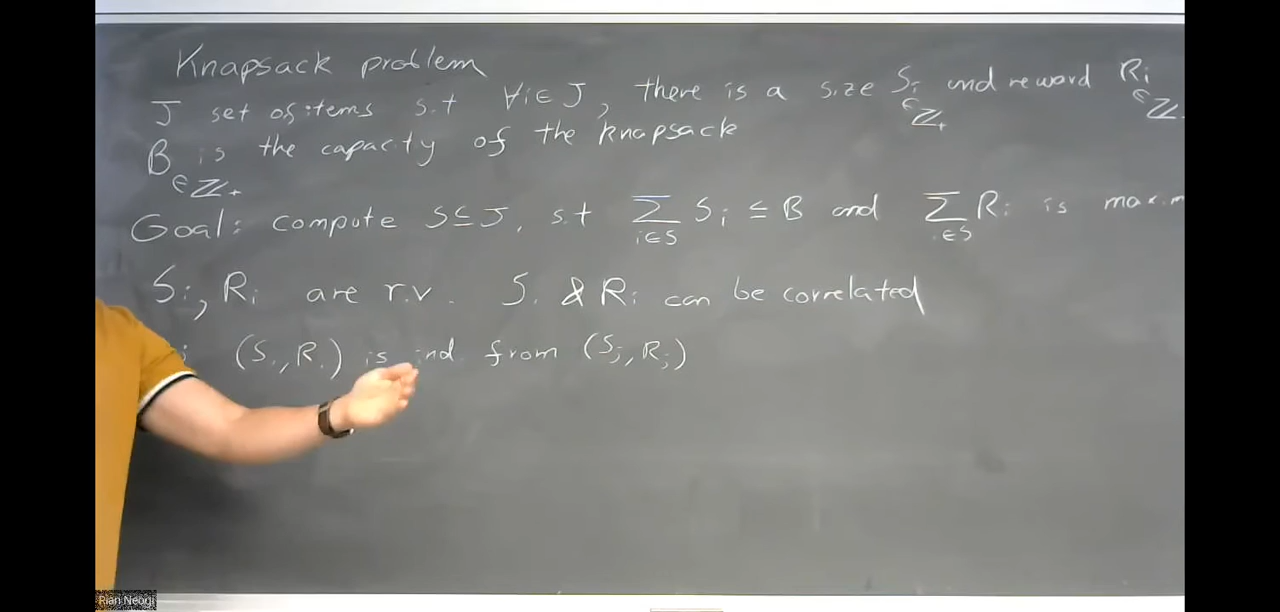 Knapsack problem
J set of items s.t ∀i∈J, there is a size Sᵢ and reward Rᵢ
∈ℤ₊ ∈ℤ
B is the capacity of the knapsack
∈ℤ₊
Goal: compute S⊆J, s.t ∑_{i∈S} Sᵢ ≤ B and ∑_{i∈S} Rᵢ is
Sᵢ, Rᵢ are r.v. Sᵢ & Rᵢ can be correlated
(Sᵢ, Rᵢ) is ind from (Sⱼ, Rⱼ)
Rian Neogi